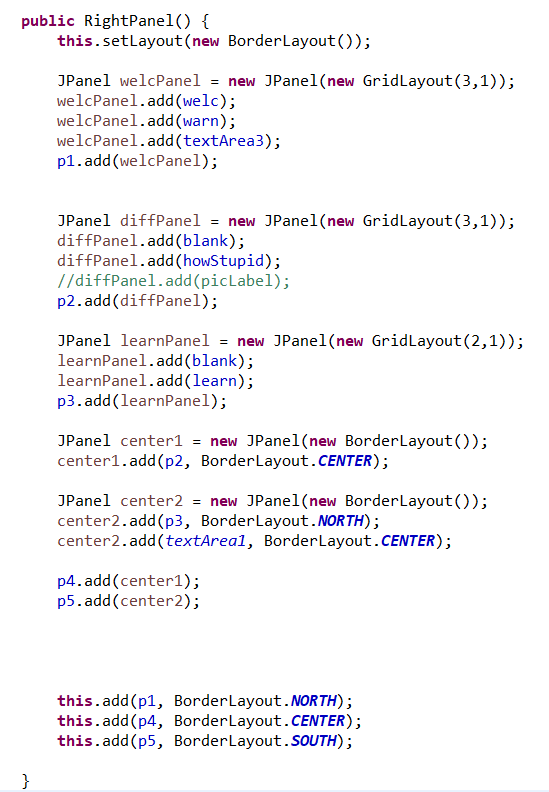 public RightPanel() {
    this.setLayout(new BorderLayout());

    JPanel welcPanel = new JPanel(new GridLayout(3,1));
    welcPanel.add(welc);
    welcPanel.add(warn);
    welcPanel.add(textArea3);
    p1.add(welcPanel);


    JPanel diffPanel = new JPanel(new GridLayout(3,1));
    diffPanel.add(blank);
    diffPanel.add(howStupid);
    //diffPanel.add(picLabel);
    p2.add(diffPanel);

    JPanel learnPanel = new JPanel(new GridLayout(2,1));
    learnPanel.add(blank);
    learnPanel.add(learn);
    p3.add(learnPanel);

    JPanel center1 = new JPanel(new BorderLayout());
    center1.add(p2, BorderLayout.CENTER);

    JPanel center2 = new JPanel(new BorderLayout());
    center2.add(p3, BorderLayout.NORTH);
    center2.add(textArea1, BorderLayout.CENTER);

    p4.add(center1);
    p5.add(center2);




    this.add(p1, BorderLayout.NORTH);
    this.add(p4, BorderLayout.CENTER);
    this.add(p5, BorderLayout.SOUTH);

}